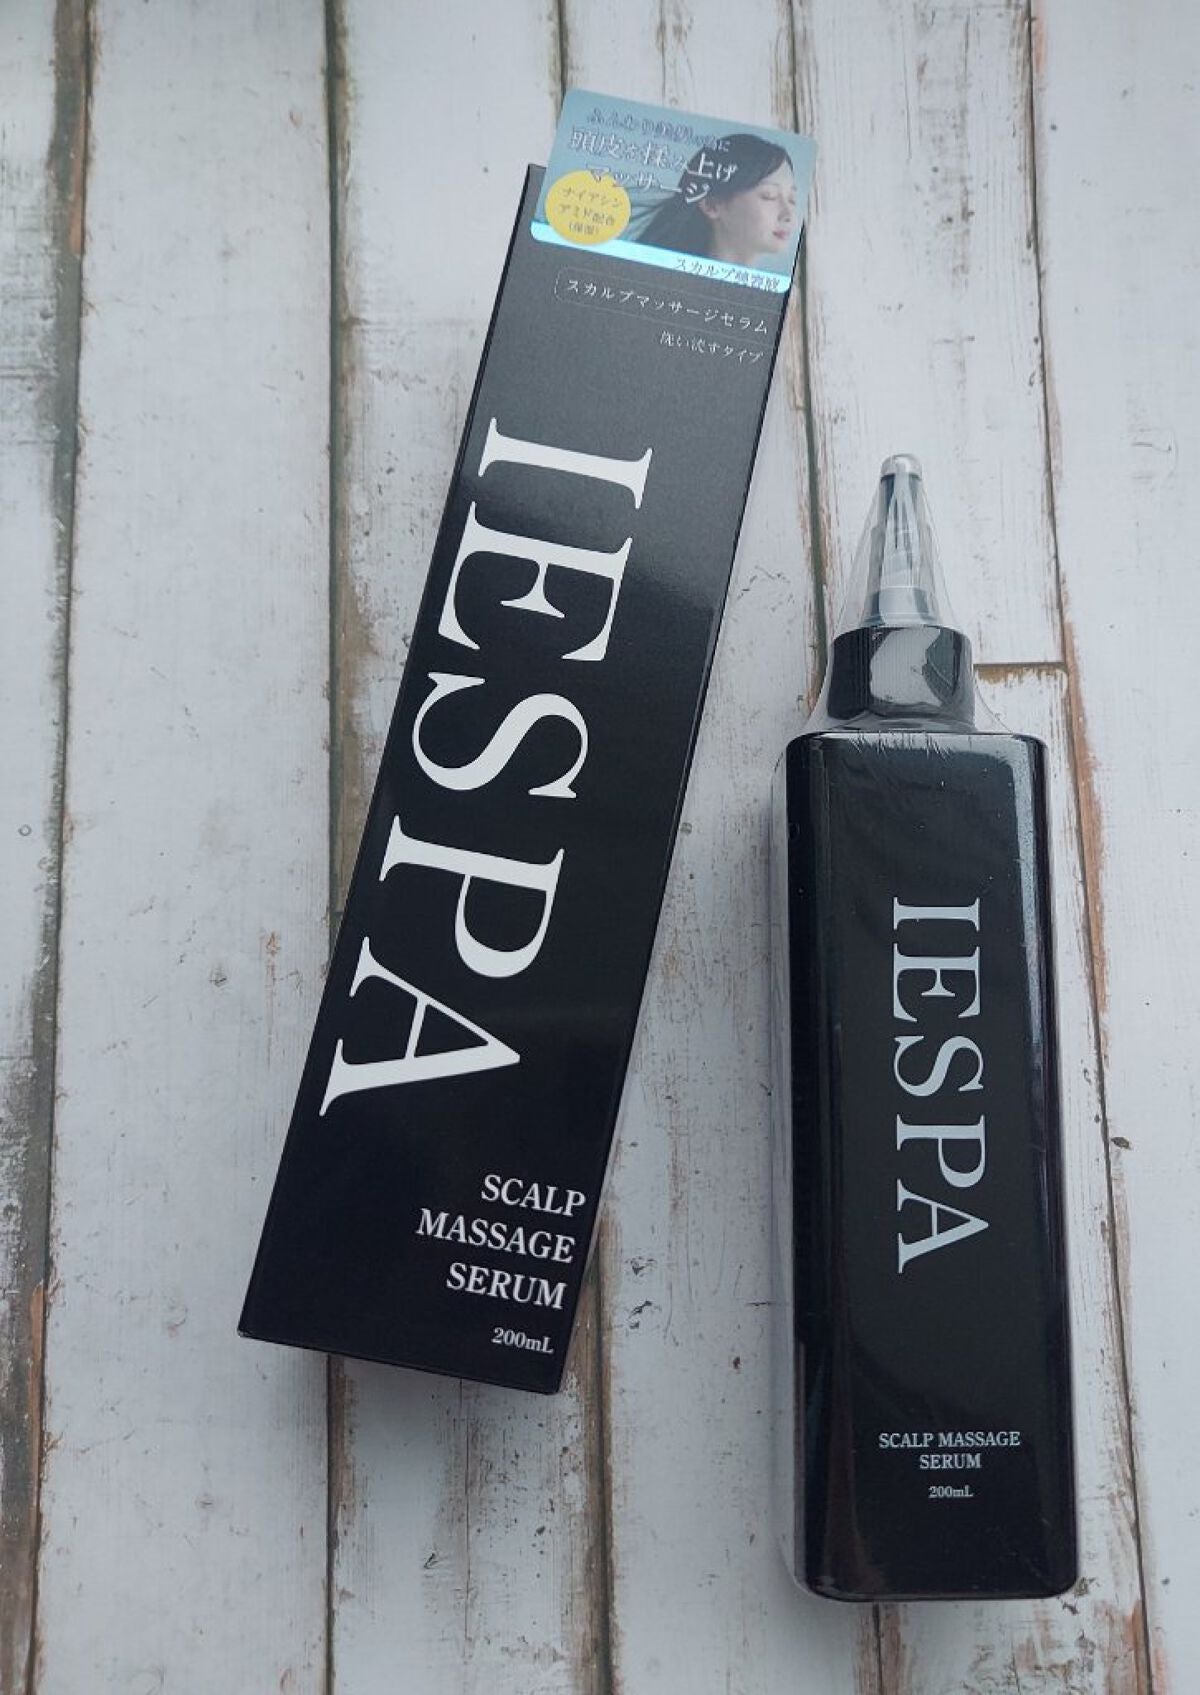 ふんわり美髪の為に
頭皮を揉み上げ
マッサージ
ナイアシン
アミド配合
(保湿)
スカルプ美容液
スカルプマッサージセラム
洗い流すタイプ
IESPA
SCALP
MASSAGE
SERUM
200mL
IESPA
SCALP MASSAGE
SERUM
200mL